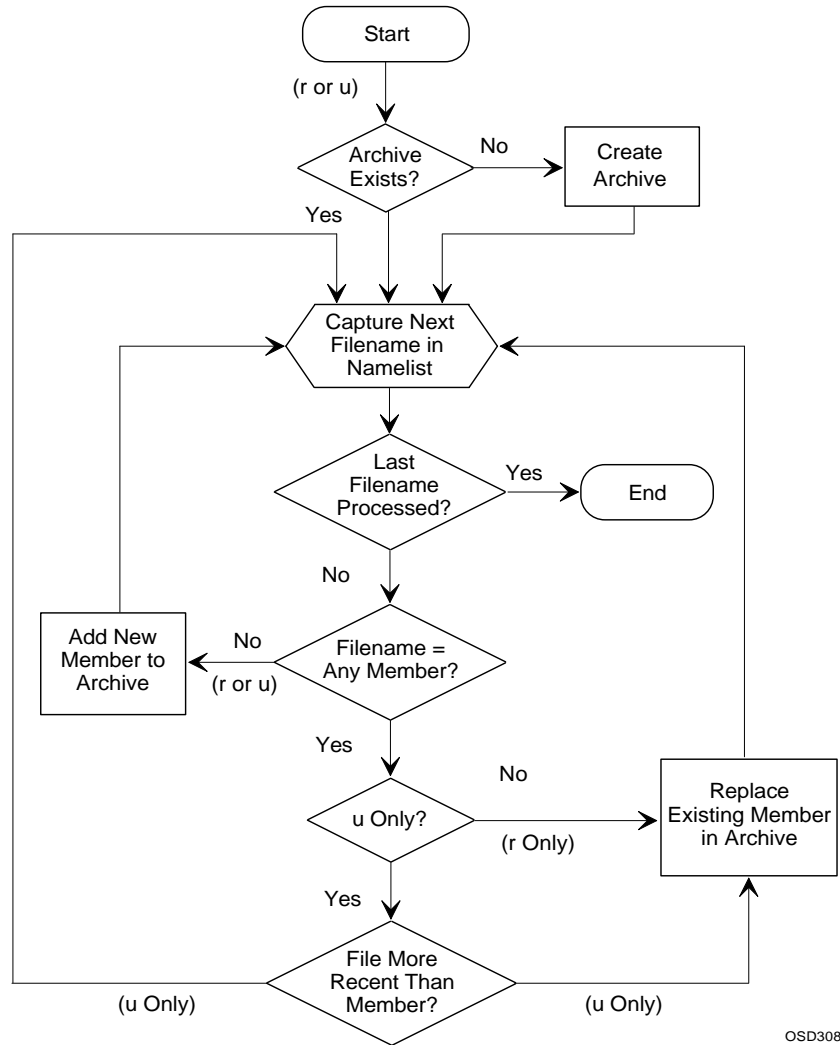 Start
(r or u)
Archive
Exists?
No
Create
Archive
Yes
Capture Next
Filename in
Namelist
Last
Filename
Processed?
Yes
End
No
Add New
Member to
Archive
No
(r or u)
Filename =
Any Member?
Yes
No
u Only?
(r Only)
Replace
Existing Member
in Archive
Yes
File More
Recent Than
Member?
(u Only)
(u Only)
OSD308